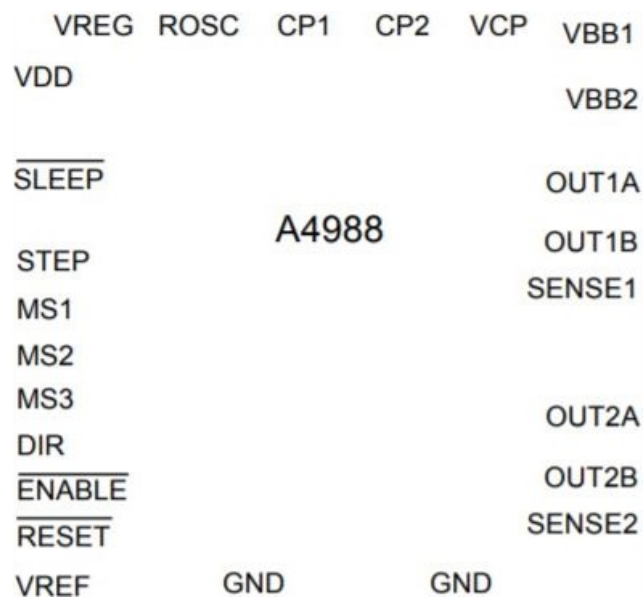 VREG ROSC CP1 CP2 VCP VBB1
VDD
VBB2
SLEEP
OUT1A
A4988
OUT1B
STEP
SENSE1
MS1
MS2
MS3
OUT2A
DIR
OUT2B
ENABLE
SENSE2
RESET
VREF GND GND